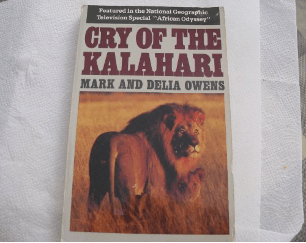 Featured in the National Geographic
Television Special "African Odyssey"
CRY OF THE
KALAHARI
MARK AND DELIA OWENS